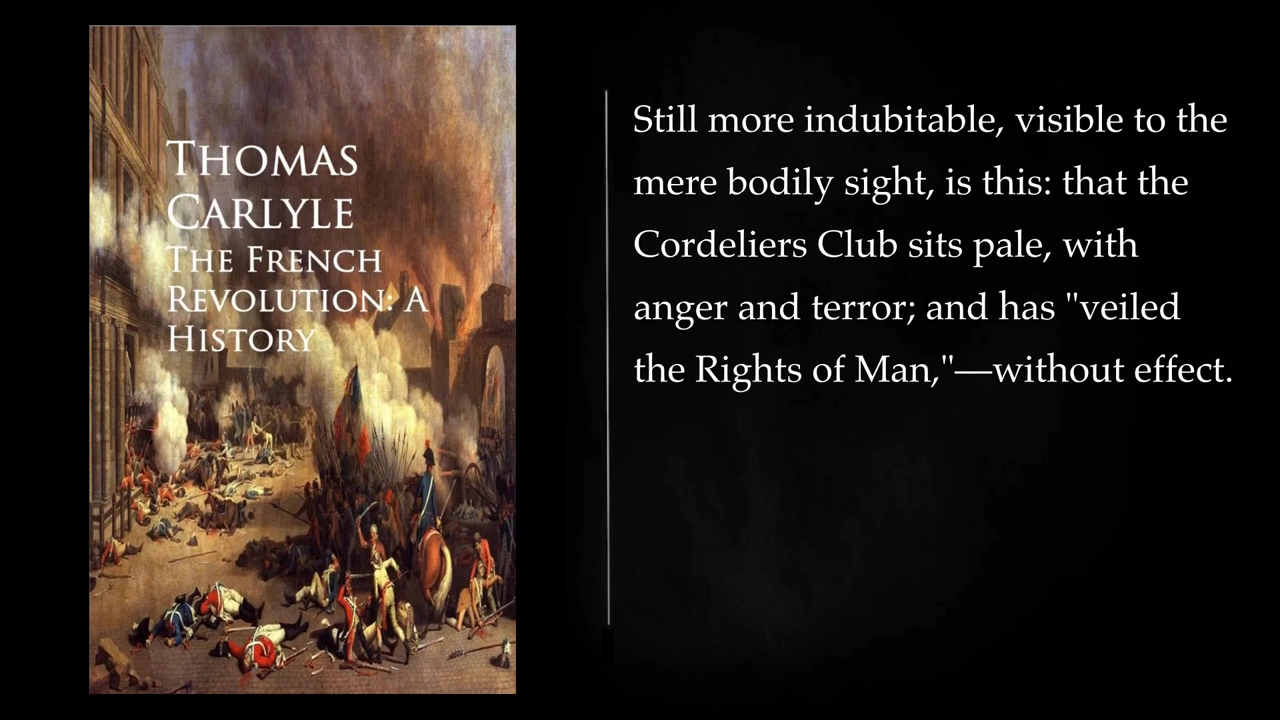 THOMAS
CARLYLE
THE FRENCH
REVOLUTION: A
HISTORY
Still more indubitable, visible to the
mere bodily sight, is this: that the
Cordeliers Club sits pale, with
anger and terror; and has "veiled
the Rights of Man,"—without effect.